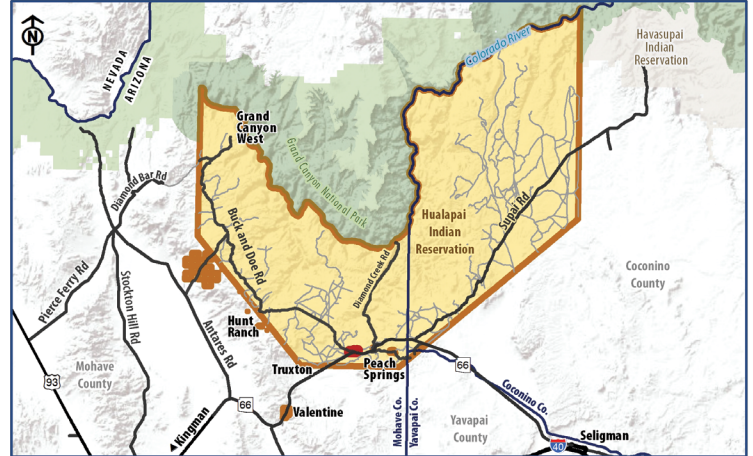 N
NEVADA
ARIZONA
Colorado River
Havasupai
Indian
Reservation
Grand
Canyon
West
Grand Canyon National Park
Diamond Bar Rd
Buck and Doe Rd
Hualapai
Indian
Reservation
Supai Rd
Diamond Creek Rd
Pierce Ferry Rd
Stockton Hill Rd
Antares Rd
Coconino
County
Hunt
Ranch
Mohave
County
93
Truxton
Peach
Springs
66
66
Kingman
Valentine
Mohave Co.
Yavapai Co.
Coconino Co.
Yavapai
County
40
Seligman